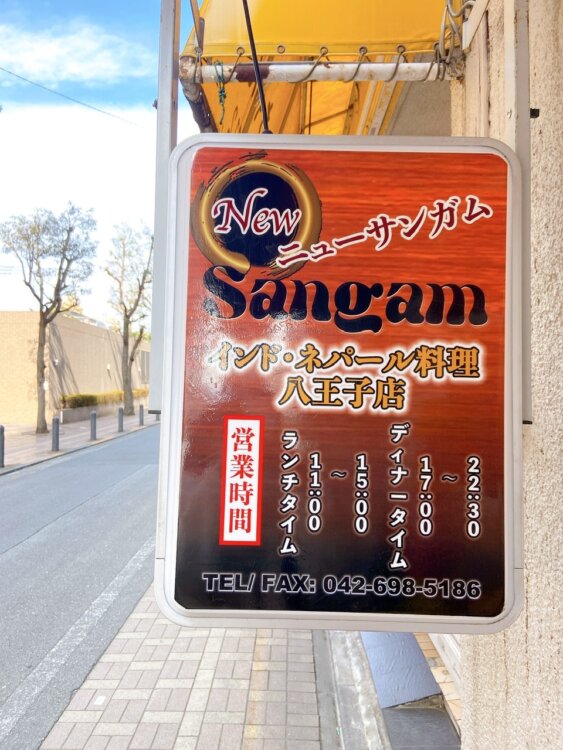 New
ニューサンガム
Sangam
インド・ネパール料理
八王子店
営業時間
ランチタイム
11:00
～
15:00
ディナータイム
17:00
～
22:30
TEL/ FAX: 042-698-5186